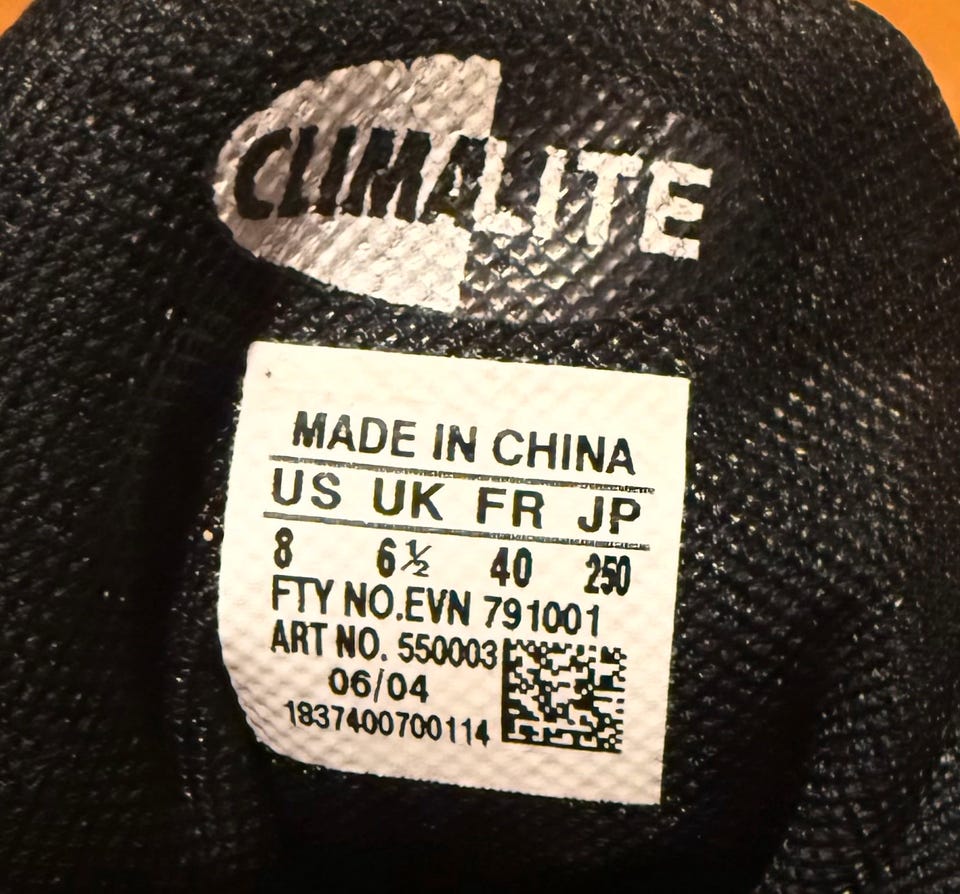 CLIMALITE
MADE IN CHINA
US UK FR JP
8 6½ 40 250
FTY NO.EVN 791001
ART NO. 550003
06/04
1837400700114